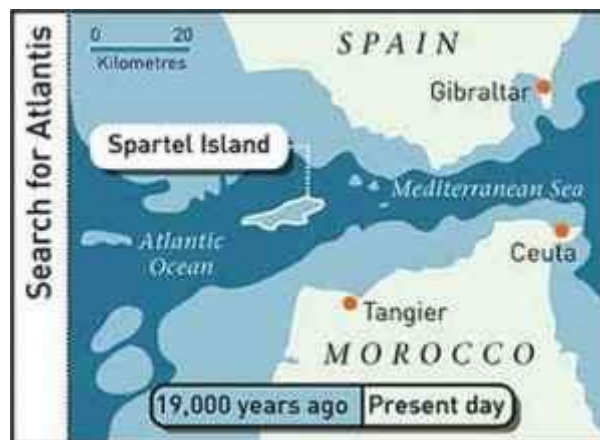 Search for Atlantis
0 20
Kilometres
SPAIN
Gibraltar
Spartel Island
Mediterranean Sea
Atlantic
Ocean
Ceuta
Tangier
MOROCCO
19,000 years ago Present day